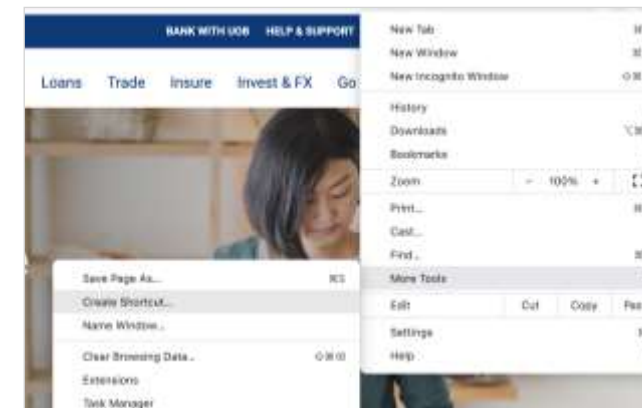 BANK WITH UOB HELP & SUPPORT
Loans Trade Insure Invest & FX Go
New Tab
New Window
New Incognito Window
History
Downloads
Bookmarks
Zoom - 100% +
Print...
Cast...
Find...
More Tools
Edit Cut Copy
Settings
Help
Save Page As...
Create Shortcut...
Name Window...
Clear Browsing Data...
Extensions
Task Manager